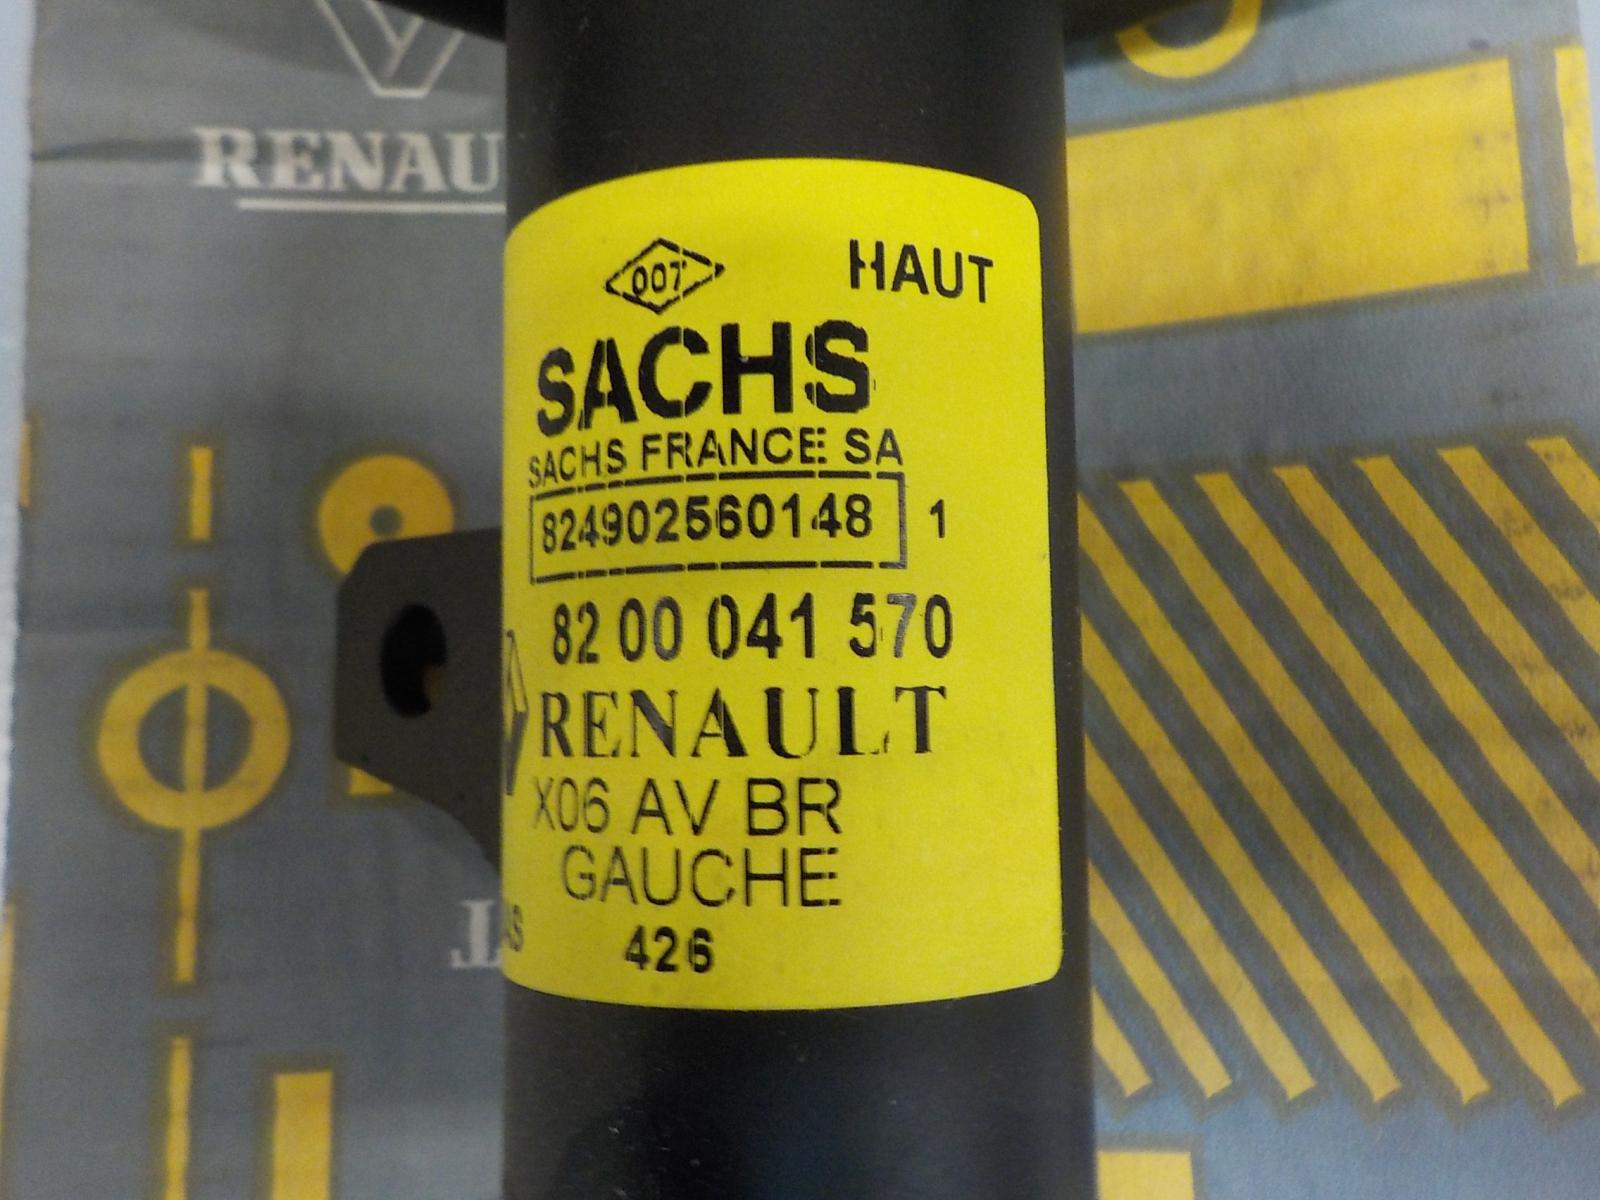 RENAU
007
HAUT
SACHS
SACHS FRANCE SA
824902560148 1
82 00 041 570
RENAULT
X06 AV BR
GAUCHE
AS
426
T